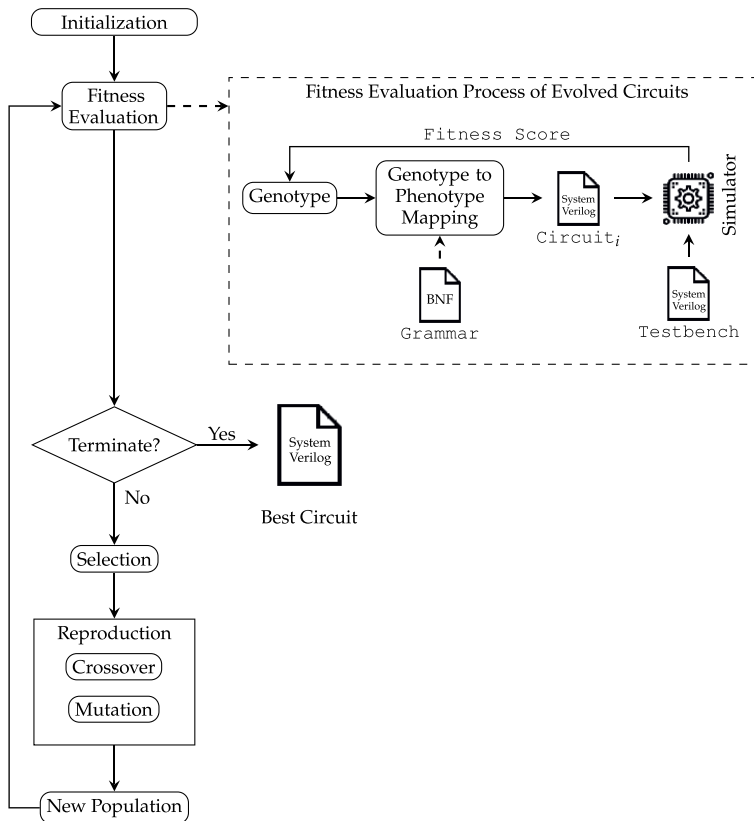 Initialization
Fitness
Evaluation
Fitness Evaluation Process of Evolved Circuits
Fitness Score
Genotype
Genotype to
Phenotype
Mapping
System
Verilog
Circuit_i
Simulator
BNF
Grammar
System
Verilog
Testbench
Terminate?
Yes
System
Verilog
Best Circuit
No
Selection
Reproduction
Crossover
Mutation
New Population